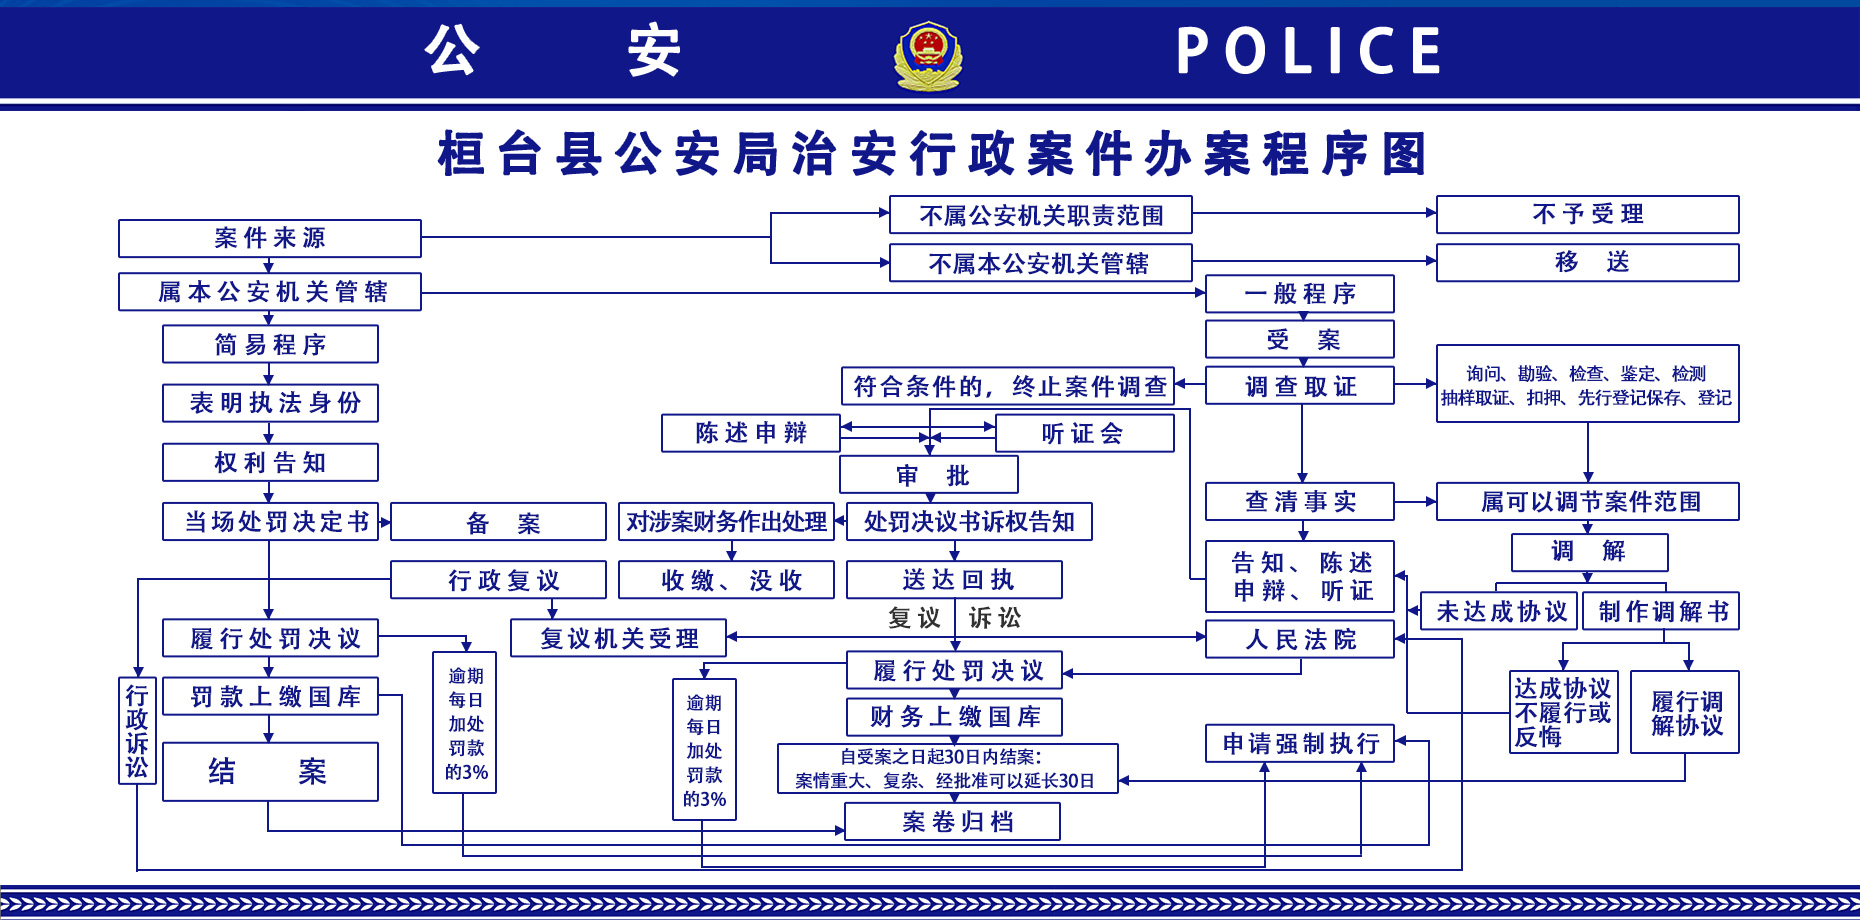 公 安
POLICE
桓台县公安局治安行政案件办案程序图
案件来源
不属公安机关职责范围
不予受理
不属本公安机关管辖
移 送
属本公安机关管辖
一般程序
简易程序
受 案
表明执法身份
符合条件的，终止案件调查
调查取证
询问、勘验、检查、鉴定、检测
抽样取证、扣押、先行登记保存、登记
陈述申辩
听证会
权利告知
审 批
当场处罚决定书
备 案
对涉案财务作出处理
处罚决议书诉权告知
查清事实
属可以调节案件范围
行政复议
收缴、没收
送达回执
告知、陈述
申辩、听证
调 解
复议 诉讼
未达成协议
制作调解书
履行处罚决议
复议机关受理
人民法院
履行处罚决议
逾期
每日
加处
罚款
的3%
逾期
每日
加处
罚款
的3%
行政诉讼
罚款上缴国库
财务上缴国库
达成协议
不履行或
反悔
履行调
解协议
结 案
自受案之日起30日内结案：
案情重大、复杂、经批准可以延长30日
申请强制执行
案卷归档